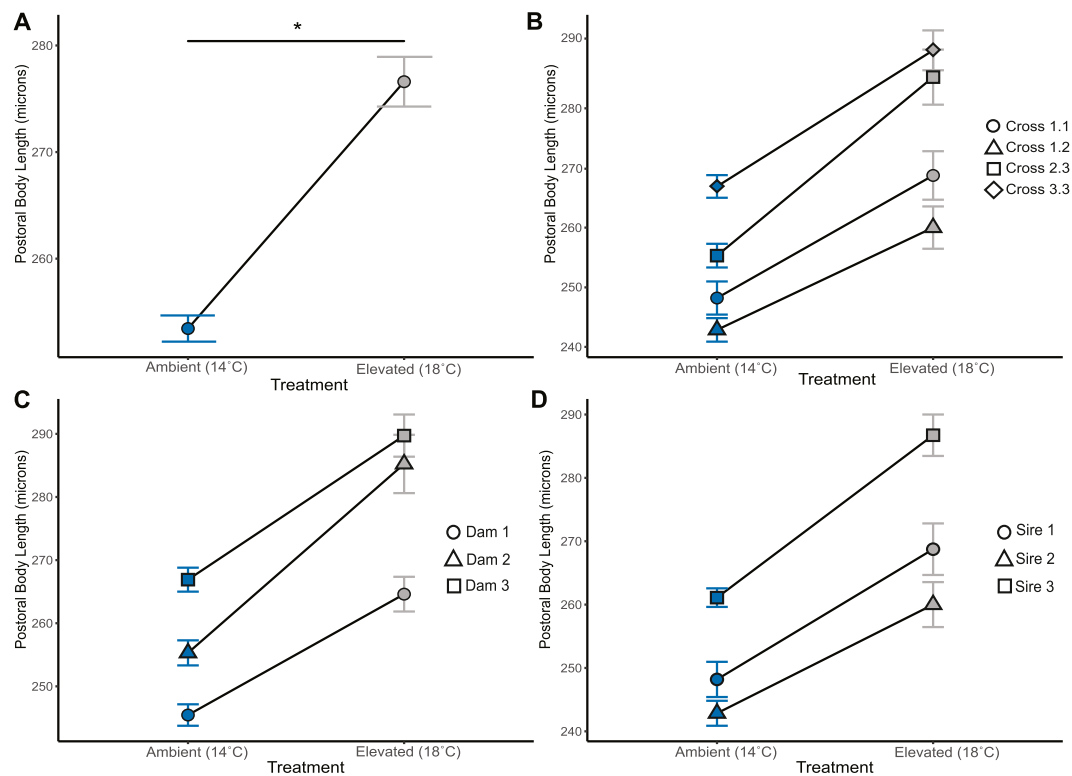 A
*
280
270
260
Postoral Body Length (microns)
Ambient (14˚C)
Elevated (18˚C)
Treatment
B
290
280
270
260
250
240
Postoral Body Length (microns)
Ambient (14˚C)
Elevated (18˚C)
Treatment
Cross 1.1
Cross 1.2
Cross 2.3
Cross 3.3
C
290
280
270
260
250
Postoral Body Length (microns)
Ambient (14˚C)
Elevated (18˚C)
Treatment
Dam 1
Dam 2
Dam 3
D
290
280
270
260
250
240
Postoral Body Length (microns)
Ambient (14˚C)
Elevated (18˚C)
Treatment
Sire 1
Sire 2
Sire 3